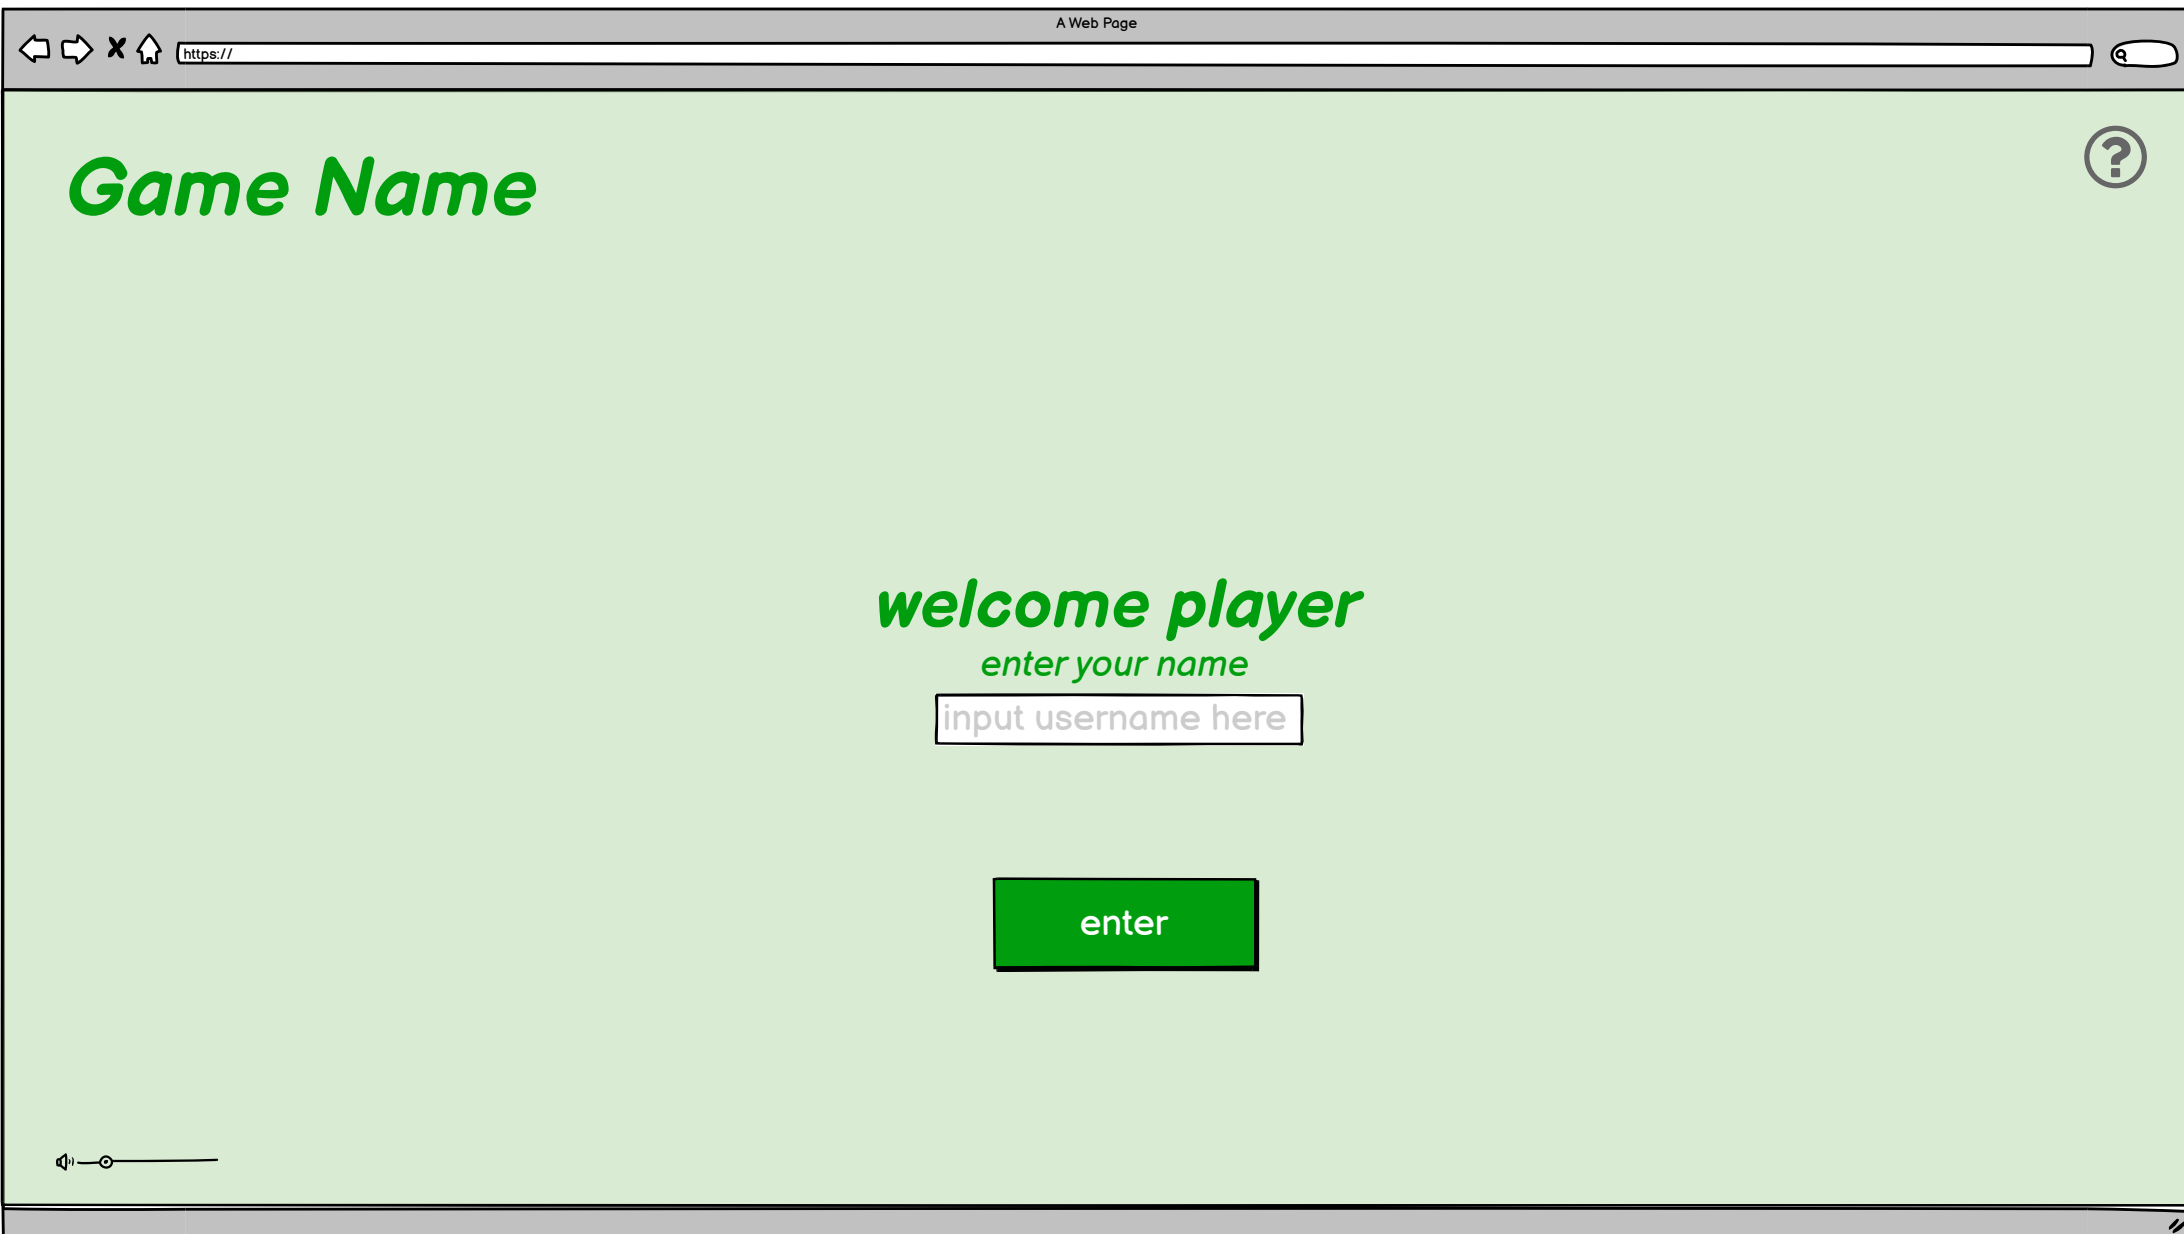 A Web Page
https://
Game Name
?
welcome player
enter your name
input username here
enter